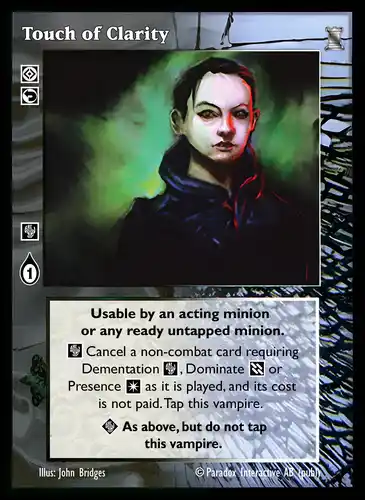 Touch of Clarity
1
Usable by an acting minion
or any ready untapped minion.
Cancel a non-combat card requiring
Dementation , Dominate or
Presence as it is played, and its cost
is not paid. Tap this vampire.
As above, but do not tap
this vampire.
Illus: John Bridges
© Paradox Interactive AB (publ)